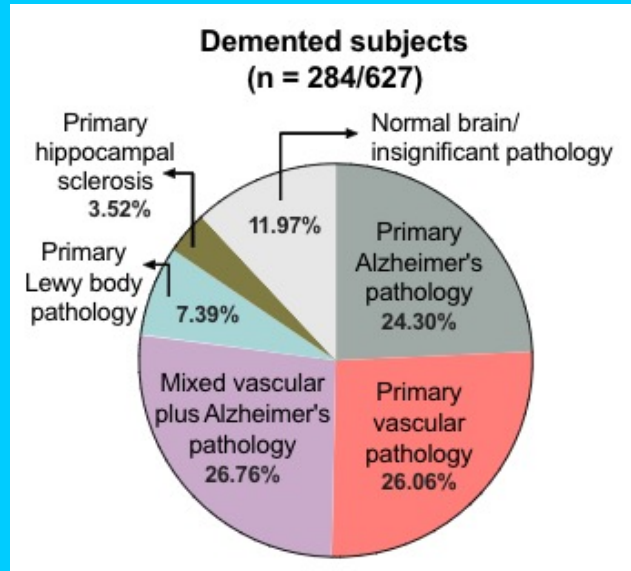 Demented subjects
(n = 284/627)
Primary
hippocampal
sclerosis
3.52%
Normal brain/
insignificant pathology
11.97%
Primary
Alzheimer's
pathology
24.30%
Primary
Lewy body
pathology
7.39%
Mixed vascular
plus Alzheimer's
pathology
26.76%
Primary
vascular
pathology
26.06%